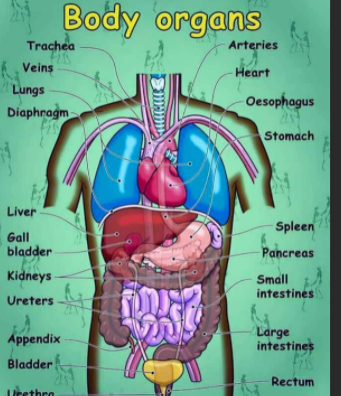 Body organs
Trachea
Veins
Lungs
Diaphragm
Arteries
Heart
Oesophagus
Stomach
Liver
Gall
bladder
Kidneys
Ureters
Appendix
Bladder
Urethra
Spleen
Pancreas
Small
intestines
Large
intestines
Rectum